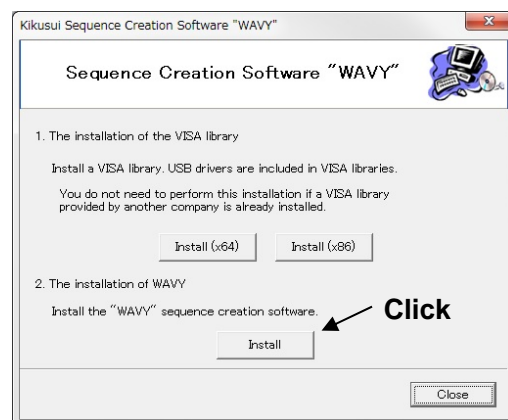 Kikusui Sequence Creation Software "WAVY"
Sequence Creation Software "WAVY"
1. The installation of the VISA library
Install a VISA library. USB drivers are included in VISA libraries.
You do not need to perform this installation if a VISA library
provided by another company is already installed.
Install (x64) Install (x86)
2. The installation of WAVY
Install the "WAVY" sequence creation software.
Click
Install
Close